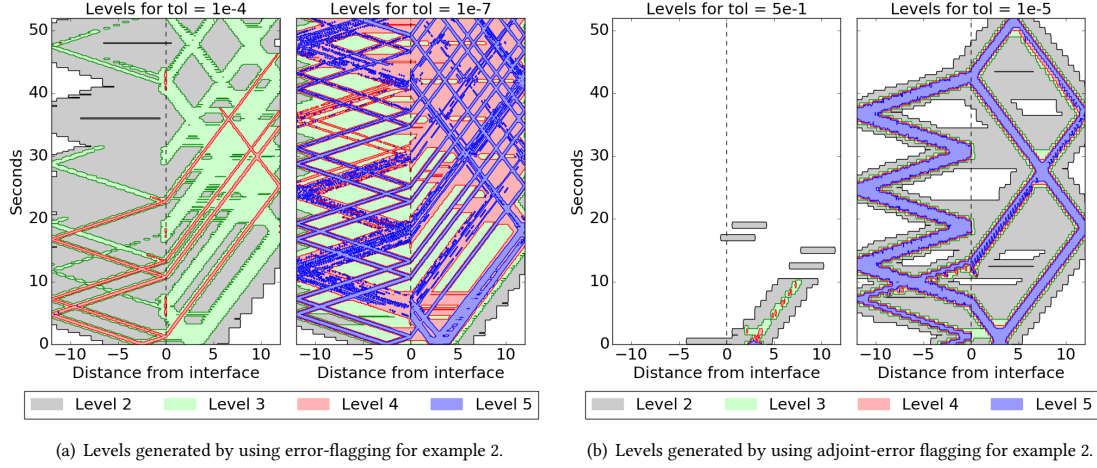 Levels for tol = 1e-4
Levels for tol = 1e-7
Levels for tol = 5e-1
Levels for tol = 1e-5
Seconds
50
40
30
20
10
0
−10 −5 0 5 10
Distance from interface
−10 −5 0 5 10
Distance from interface
Seconds
50
40
30
20
10
0
−10 −5 0 5 10
Distance from interface
−10 −5 0 5 10
Distance from interface
Level 2 Level 3 Level 4 Level 5
Level 2 Level 3 Level 4 Level 5
(a) Levels generated by using error-flagging for example 2.
(b) Levels generated by using adjoint-error flagging for example 2.